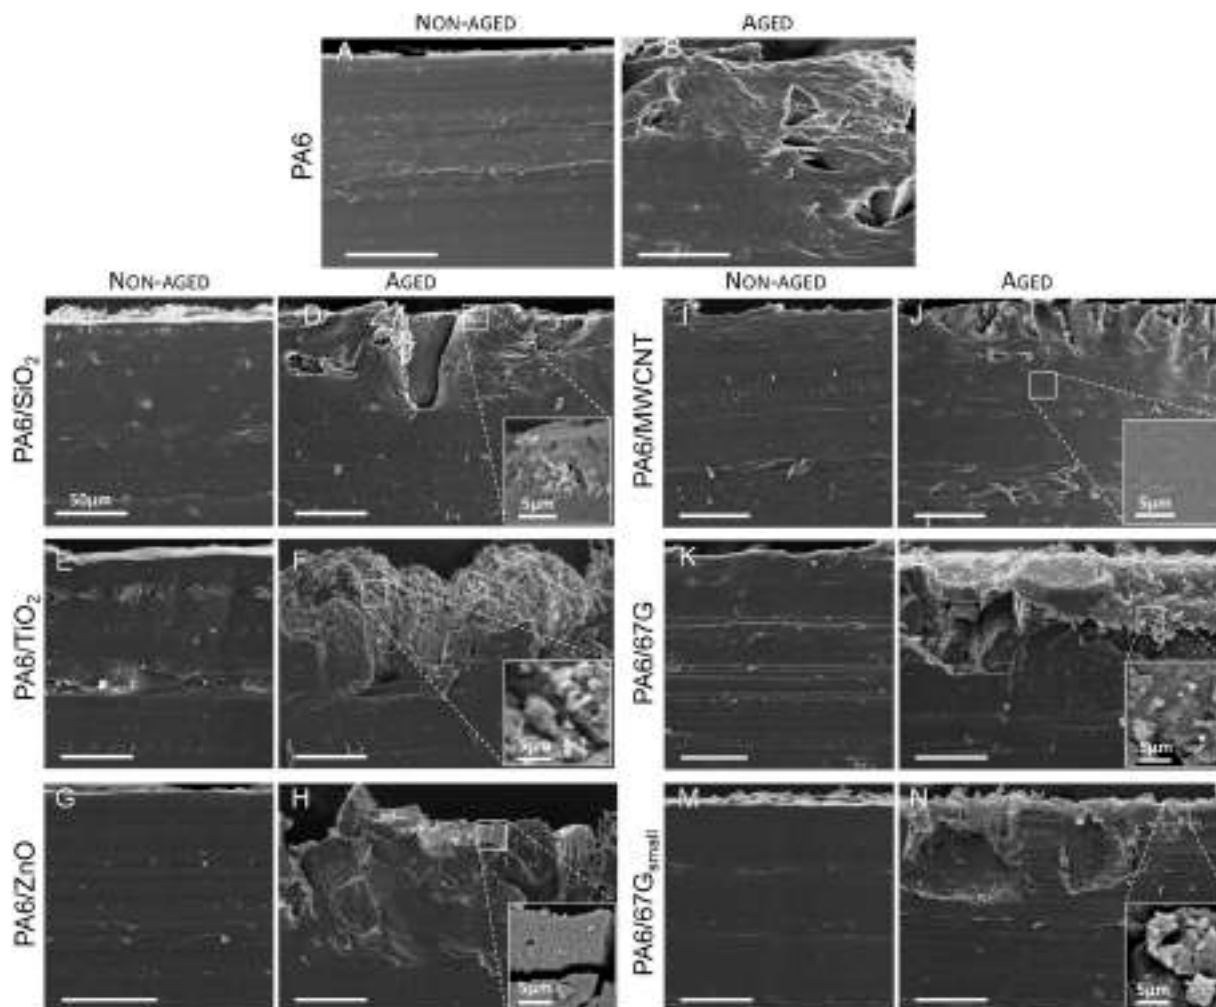 NON-AGED AGED
PA6
A B
NON-AGED AGED NON-AGED AGED
PA6/SiO₂
D
50μm
5μm
PA6/MWCNT
I J
5μm
PA6/TiO₂
E F
5μm
PA6/67G
K L
5μm
PA6/ZnO
G H
5μm
PA6/67Gsmall
M N
5μm